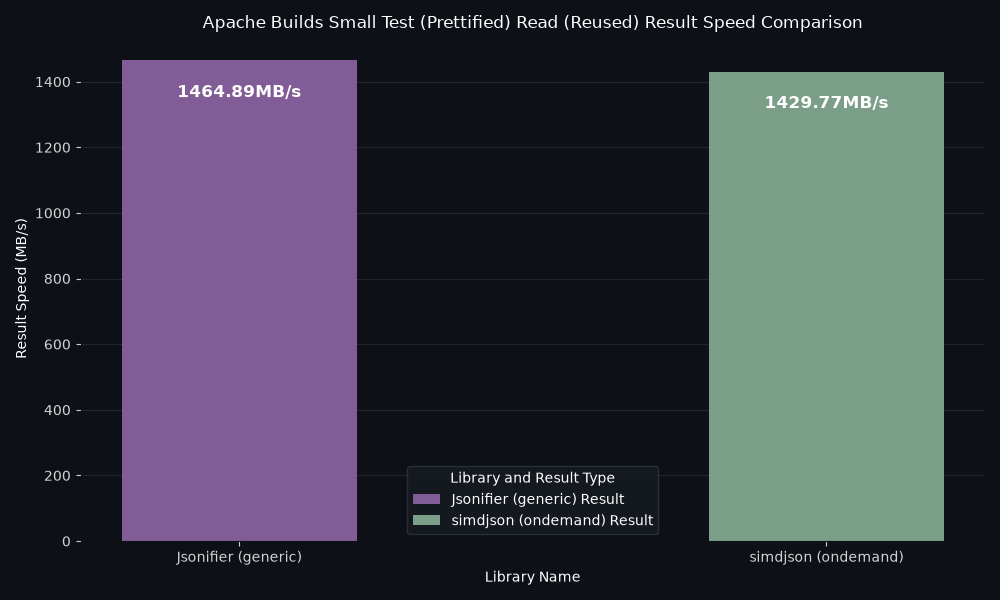 Apache Builds Small Test (Prettified) Read (Reused) Result Speed Comparison
1464.89MB/s
1429.77MB/s
Result Speed (MB/s)
1400
1200
1000
800
600
400
200
0
Library and Result Type
Jsonifier (generic) Result
simdjson (ondemand) Result
Jsonifier (generic)
simdjson (ondemand)
Library Name